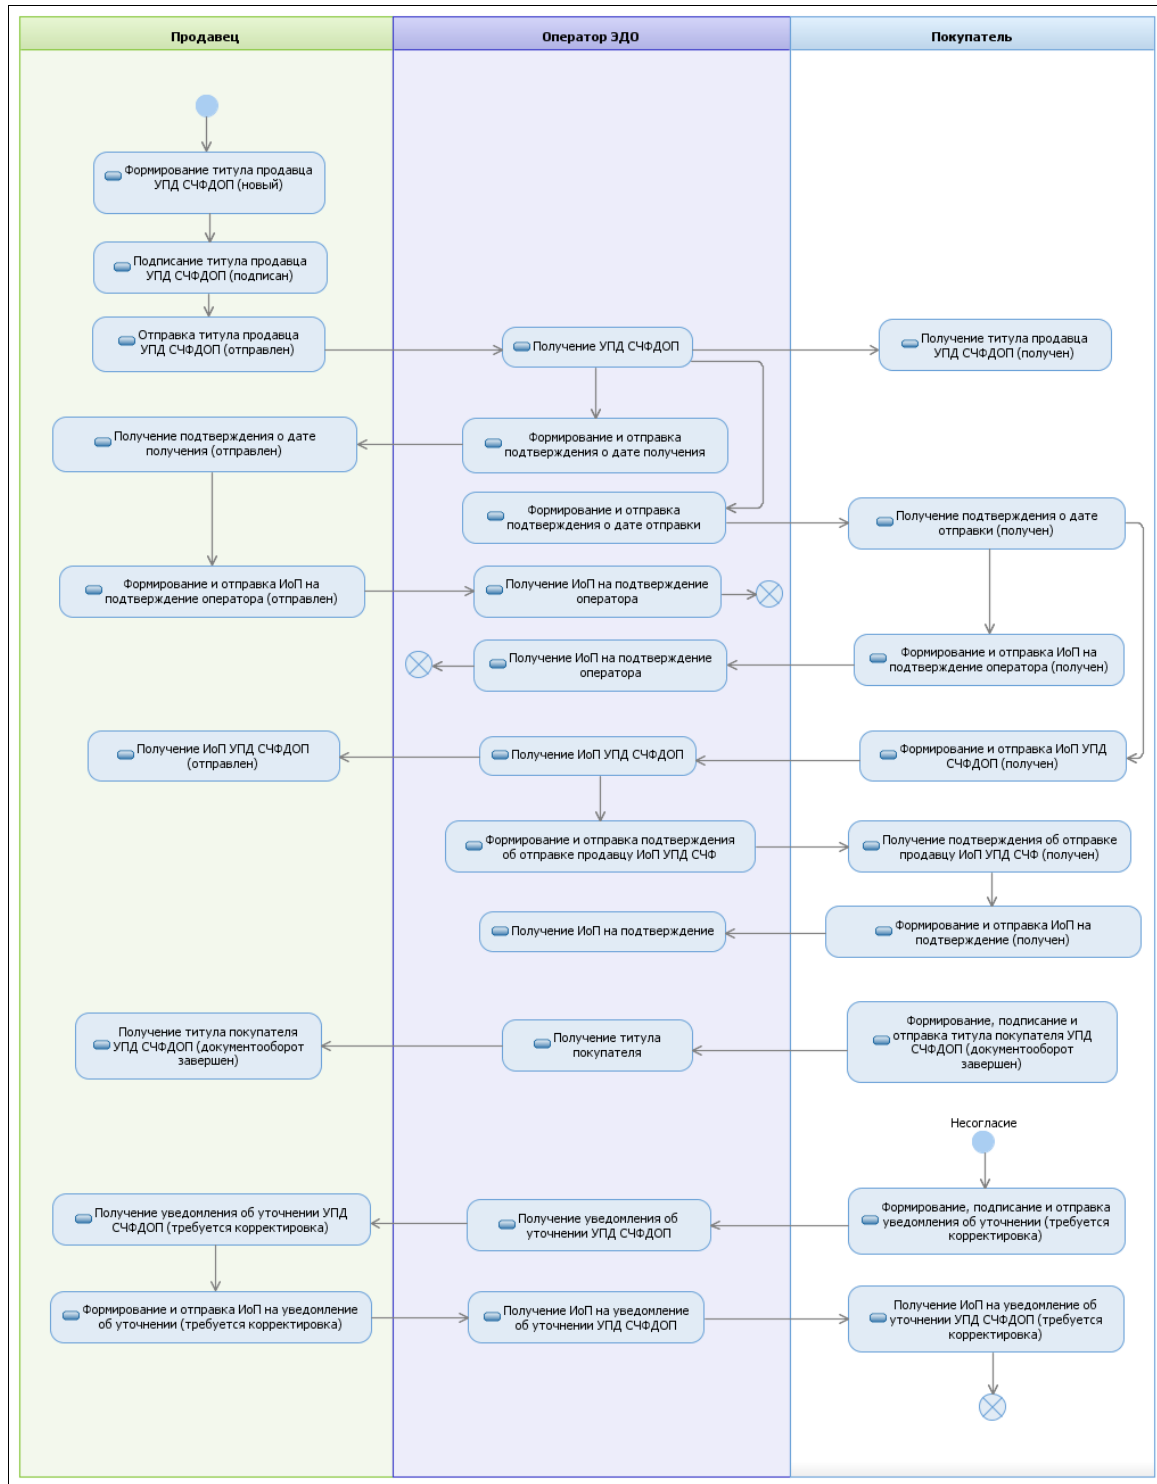 Продавец
Оператор ЭДО
Покупатель
Формирование титула продавца
УПД СЧФДОП (новый)
Подписание титула продавца
УПД СЧФДОП (подписан)
Отправка титула продавца
УПД СЧФДОП (отправлен)
Получение УПД СЧФДОП
Получение титула продавца
УПД СЧФДОП (получен)
Получение подтверждения о дате
получения (отправлен)
Формирование и отправка
подтверждения о дате получения
Формирование и отправка
подтверждения о дате отправки
Получение подтверждения о дате
отправки (получен)
Формирование и отправка ИоП на
подтверждение оператора (отправлен)
Получение ИоП на подтверждение
оператора
Получение ИоП на подтверждение
оператора
Формирование и отправка ИоП на
подтверждение оператора (получен)
Получение ИоП УПД СЧФДОП
(отправлен)
Получение ИоП УПД СЧФДОП
Формирование и отправка ИоП УПД
СЧФДОП (получен)
Формирование и отправка подтверждения
об отправке продавцу ИоП УПД СЧФ
Получение подтверждения об отправке
продавцу ИоП УПД СЧФ (получен)
Получение ИоП на подтверждение
Формирование и отправка ИоП на
подтверждение (получен)
Получение титула покупателя
УПД СЧФДОП (документооборот
завершен)
Получение титула
покупателя
Формирование, подписание и
отправка титула покупателя УПД
СЧФДОП (документооборот
завершен)
Несогласие
Получение уведомления об уточнении УПД
СЧФДОП (требуется корректировка)
Получение уведомления об
уточнении УПД СЧФДОП
Формирование, подписание и отправка
уведомления об уточнении (требуется
корректировка)
Формирование и отправка ИоП на уведомление
об уточнении (требуется корректировка)
Получение ИоП на уведомление
об уточнении УПД СЧФДОП
Получение ИоП на уведомление об
уточнении УПД СЧФДОП (требуется
корректировка)